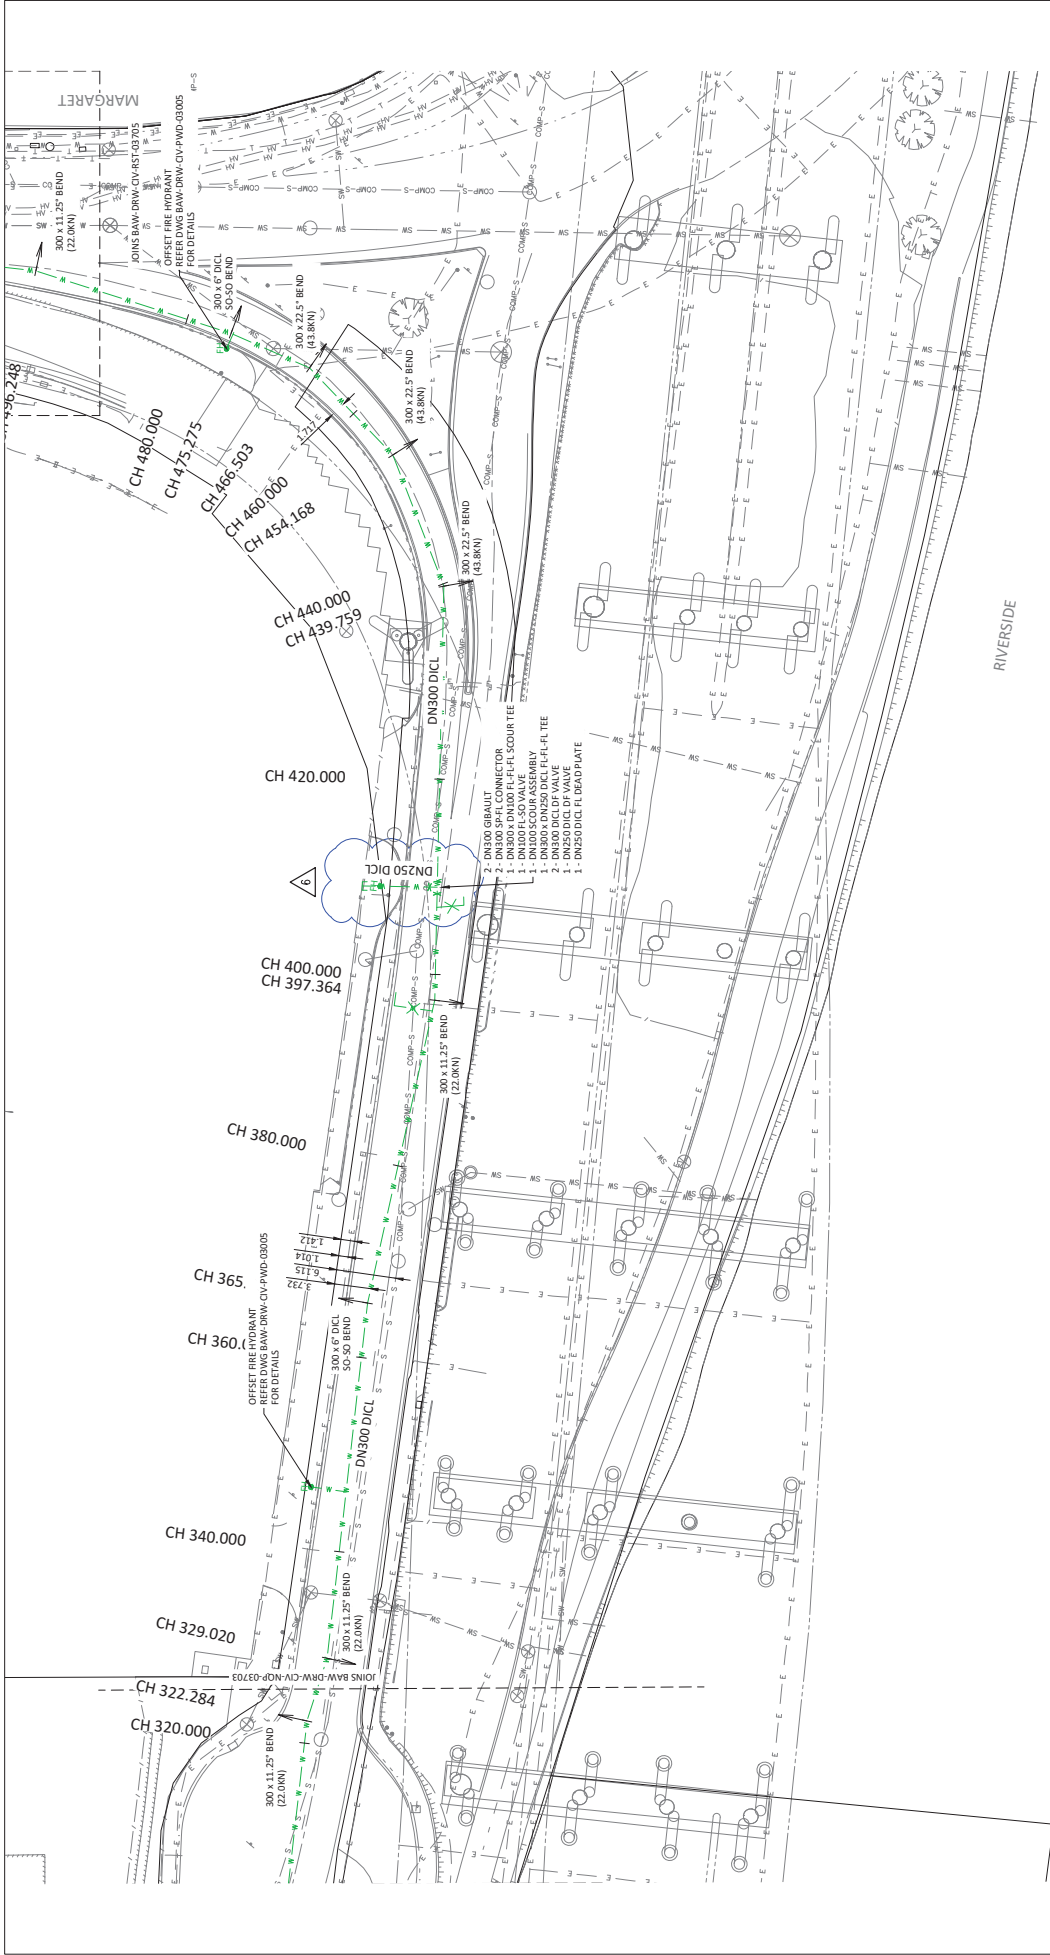 MARGARET
JOINS BAW-DRW-CIV-RST-03705
OFFSET FIRE HYDRANT
REFER DWG BAW-DRW-CIV-PWD-03005
FOR DETAILS
300 x 11.25° BEND
(22.0KN)
300 x 6° DICL
SO-SO BEND
300 x 22.5° BEND
(43.8KN)
300 x 22.5° BEND
(43.8KN)
300 x 22.5° BEND
(43.8KN)
496.248
CH 480.000
CH 475.275
CH 466.503
CH 460.000
CH 454.168
1.717
CH 440.000
CH 439.759
DN300 DICL
CH 420.000
RIVERSIDE
6
DN250 DICL
2 - DN300 GIBAULT
2 - DN300 SP-FL CONNECTOR
1 - DN300 x DN100 FL-FL-FL SCOUR TEE
1 - DN100 FL-SO VALVE
1 - DN100 SCOUR ASSEMBLY
1 - DN300 x DN250 DICL FL-FL-FL TEE
2 - DN300 DICL DF VALVE
1 - DN250 DICL DF VALVE
1 - DN250 DICL FL DEAD PLATE
CH 400.000
CH 397.364
300 x 11.25° BEND
(22.0KN)
CH 380.000
1.412
1.014
6.115
3.732
CH 365.
CH 360.0
OFFSET FIRE HYDRANT
REFER DWG BAW-DRW-CIV-PWD-03005
FOR DETAILS
300 x 6° DICL
SO-SO BEND
DN300 DICL
CH 340.000
CH 329.020
300 x 11.25° BEND
(22.0KN)
JOINS BAW-DRW-CIV-NQP-03703
CH 322.284
CH 320.000
300 x 11.25° BEND
(22.0KN)